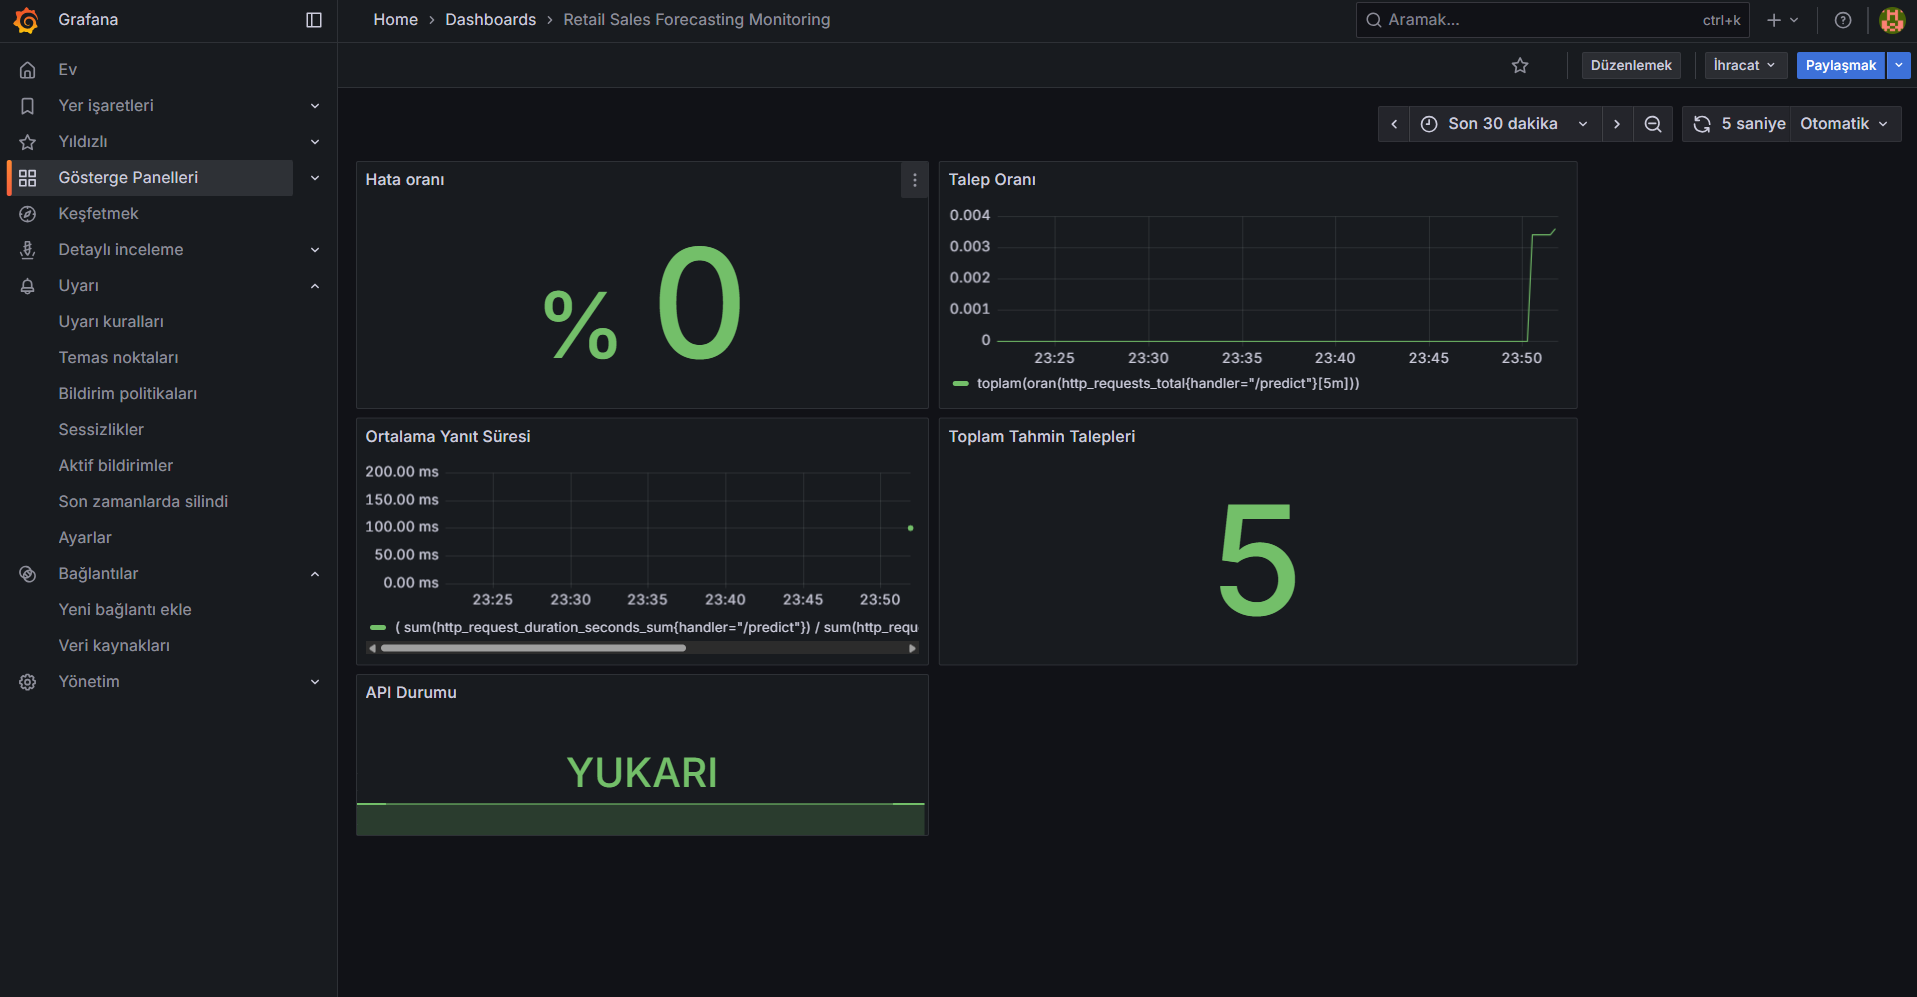 Grafana
Home › Dashboards › Retail Sales Forecasting Monitoring
Aramak...
ctrl+k
Düzenlemek
İhracat
Paylaşmak
Son 30 dakika
5 saniye
Otomatik
Ev
Yer işaretleri
Yıldızlı
Gösterge Panelleri
Keşfetmek
Detaylı inceleme
Uyarı
Uyarı kuralları
Temas noktaları
Bildirim politikaları
Sessizlikler
Aktif bildirimler
Son zamanlarda silindi
Ayarlar
Bağlantılar
Yeni bağlantı ekle
Veri kaynakları
Yönetim
Hata oranı
% 0
Talep Oranı
0.004
0.003
0.002
0.001
0
23:25 23:30 23:35 23:40 23:45 23:50
toplam(oran(http_requests_total{handler="/predict"}[5m]))
Ortalama Yanıt Süresi
200.00 ms
150.00 ms
100.00 ms
50.00 ms
0.00 ms
23:25 23:30 23:35 23:40 23:45 23:50
( sum(http_request_duration_seconds_sum{handler="/predict"}) / sum(http_requ
Toplam Tahmin Talepleri
5
API Durumu
YUKARI